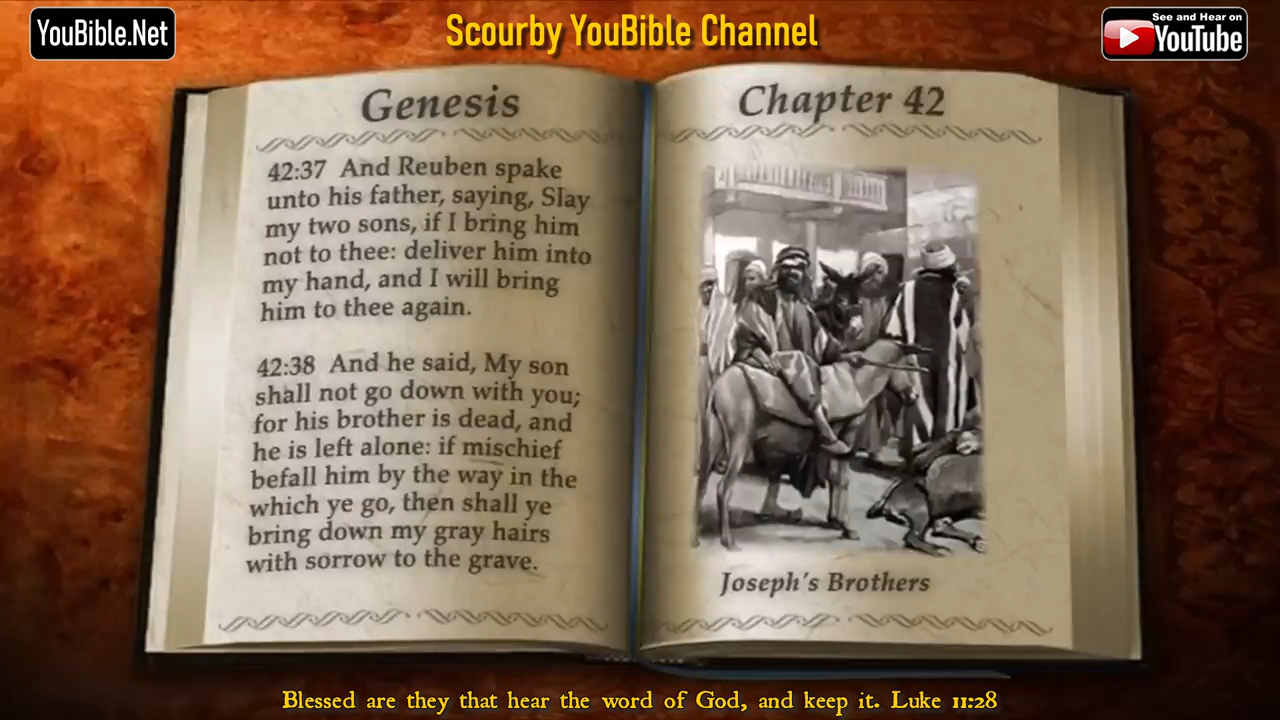 YouBible.Net
Scourby YouBible Channel
See and Hear on
YouTube
Genesis
42:37 And Reuben spake
unto his father, saying, Slay
my two sons, if I bring him
not to thee: deliver him into
my hand, and I will bring
him to thee again.
42:38 And he said, My son
shall not go down with you;
for his brother is dead, and
he is left alone: if mischief
befall him by the way in the
which ye go, then shall ye
bring down my gray hairs
with sorrow to the grave.
Chapter 42
Joseph's Brothers
Blessed are they that hear the word of God, and keep it. Luke 11:28